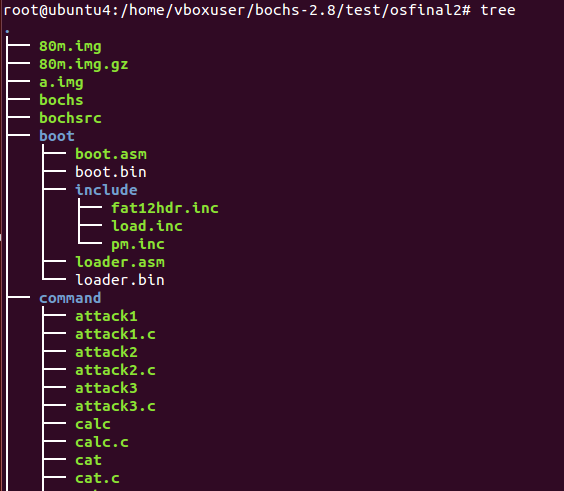 root@ubuntu4:/home/vboxuser/bochs-2.8/test/osfinal2# tree
.
├── 80m.img
├── 80m.img.gz
├── a.img
├── bochs
├── bochsrc
├── boot
│   ├── boot.asm
│   ├── boot.bin
│   ├── include
│   │   ├── fat12hdr.inc
│   │   ├── load.inc
│   │   └── pm.inc
│   ├── loader.asm
│   └── loader.bin
├── command
│   ├── attack1
│   ├── attack1.c
│   ├── attack2
│   ├── attack2.c
│   ├── attack3
│   ├── attack3.c
│   ├── calc
│   ├── calc.c
│   ├── cat
│   ├── cat.c